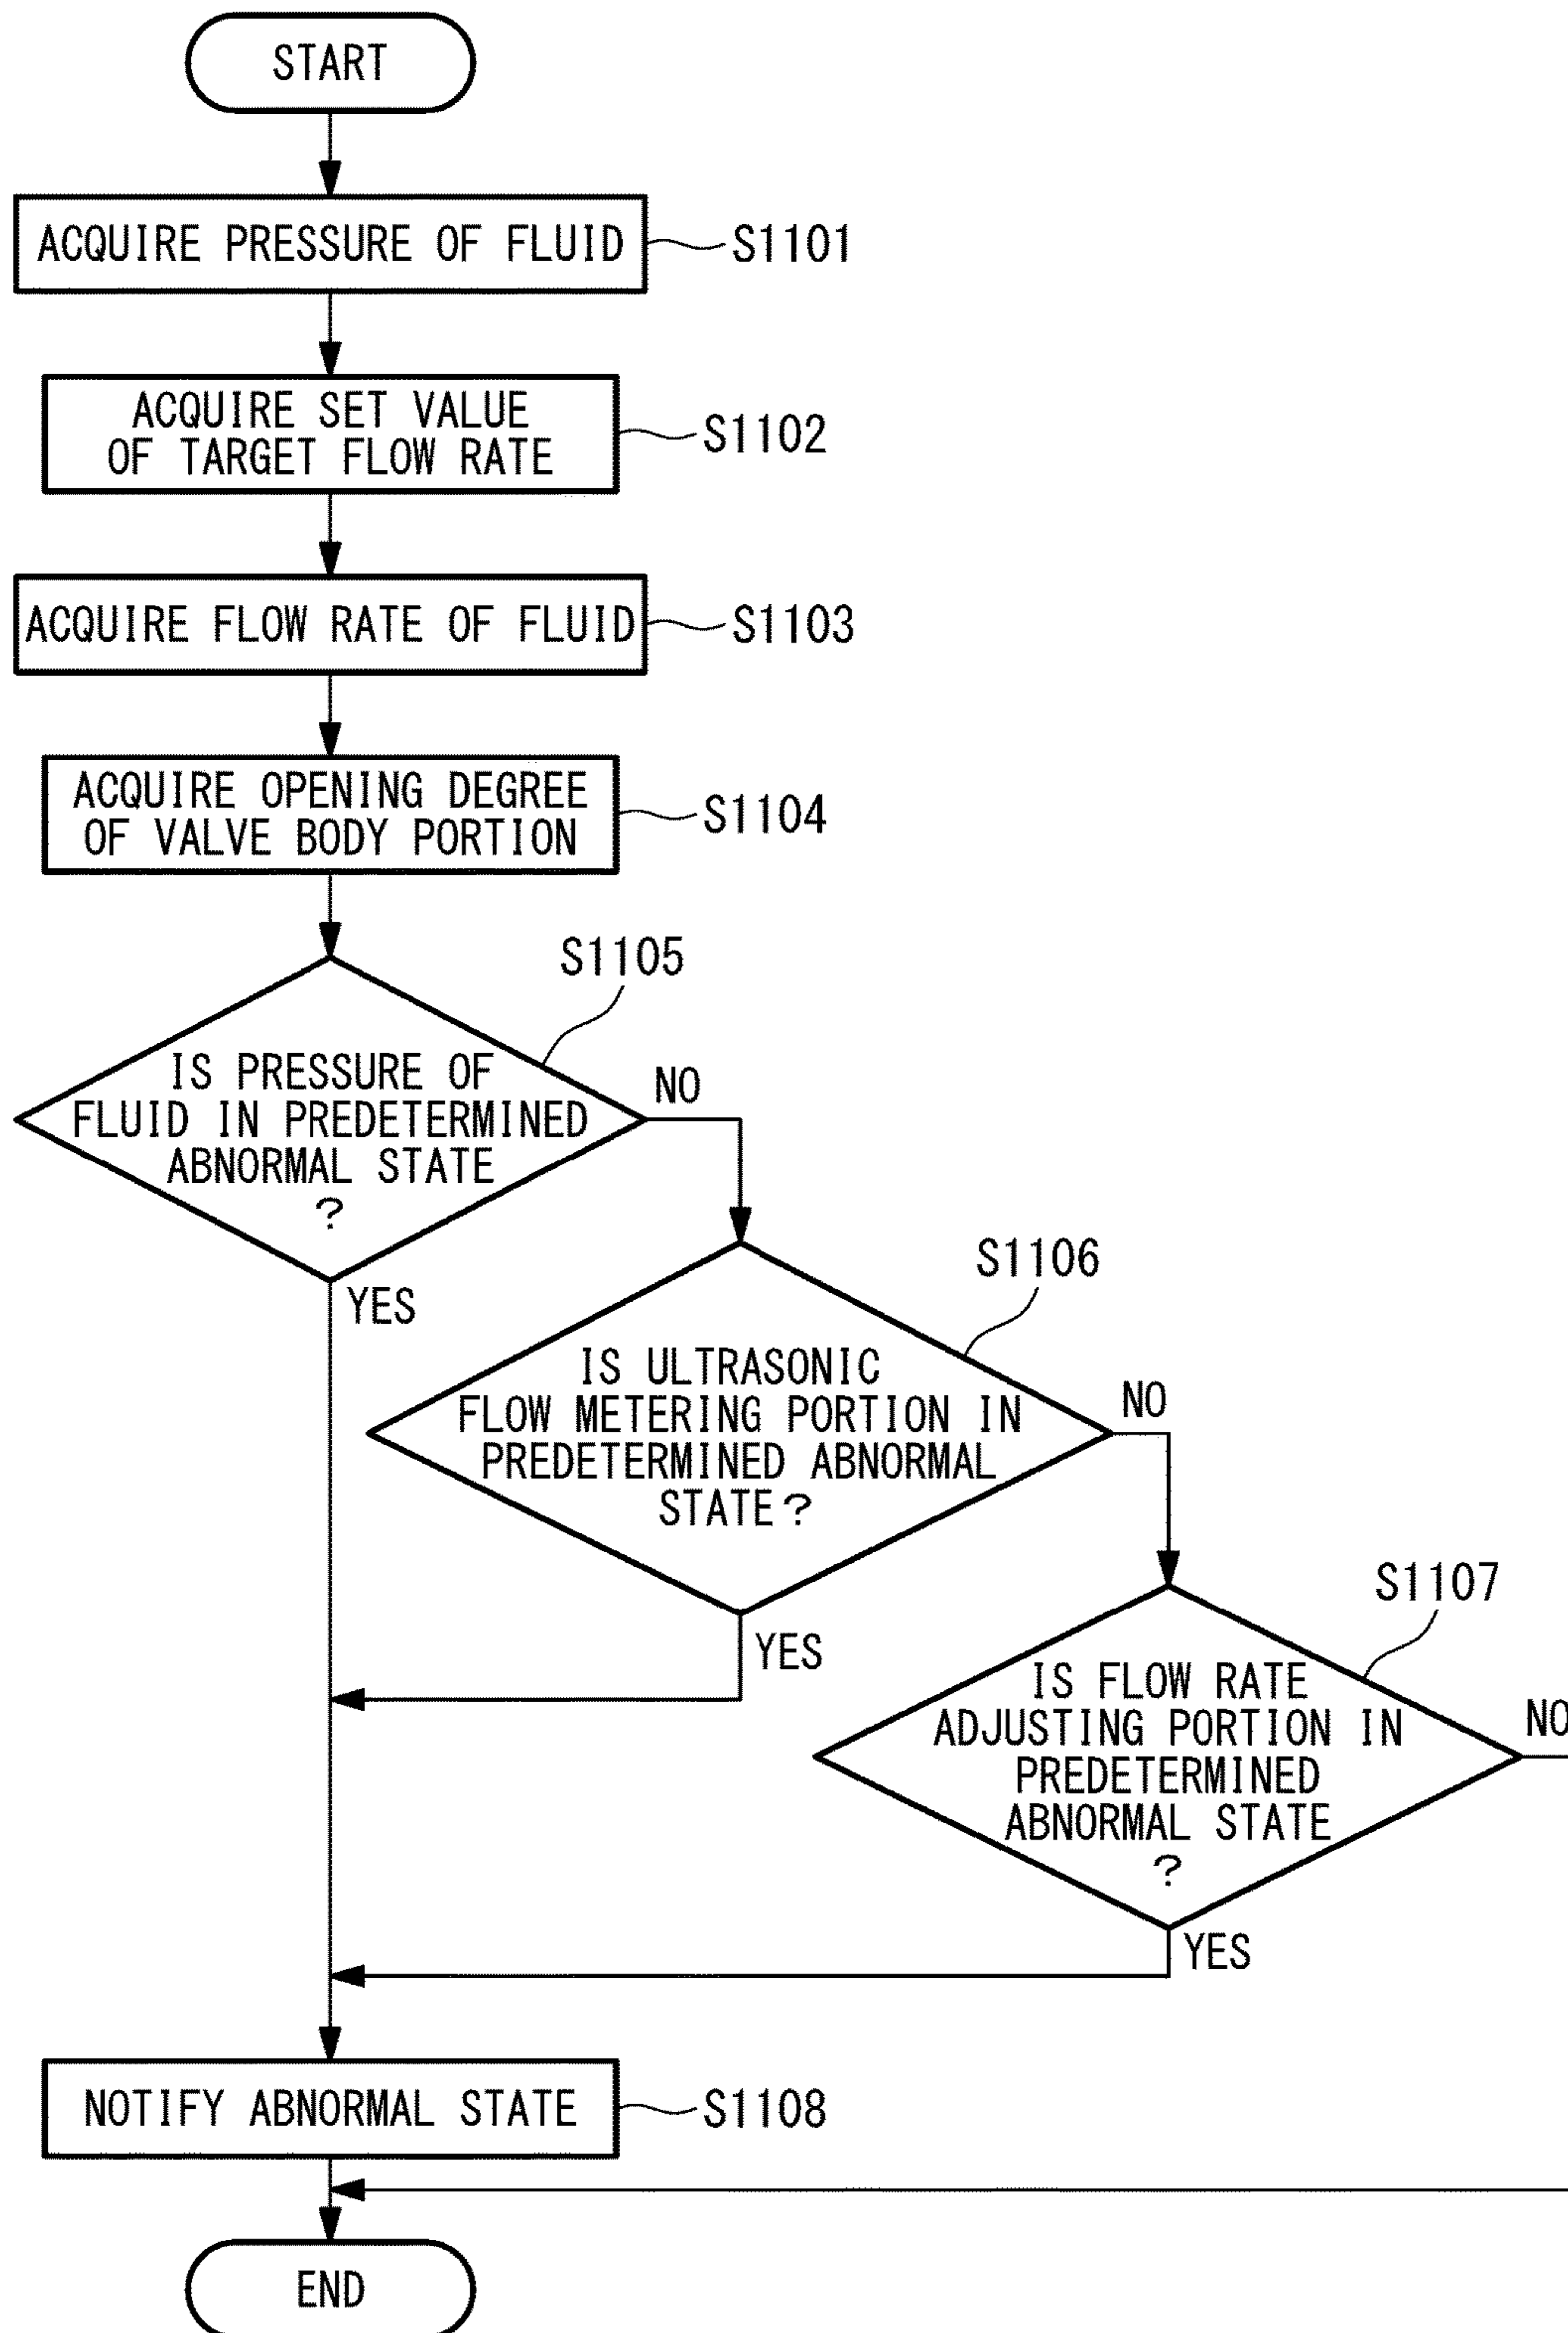 START
ACQUIRE PRESSURE OF FLUID
S1101
ACQUIRE SET VALUE
OF TARGET FLOW RATE
S1102
ACQUIRE FLOW RATE OF FLUID
S1103
ACQUIRE OPENING DEGREE
OF VALVE BODY PORTION
S1104
S1105
IS PRESSURE OF
FLUID IN PREDETERMINED
ABNORMAL STATE
?
NO
YES
S1106
IS ULTRASONIC
FLOW METERING PORTION IN
PREDETERMINED ABNORMAL
STATE?
NO
YES
S1107
IS FLOW RATE
ADJUSTING PORTION IN
PREDETERMINED
ABNORMAL STATE
?
NO
YES
NOTIFY ABNORMAL STATE
S1108
END